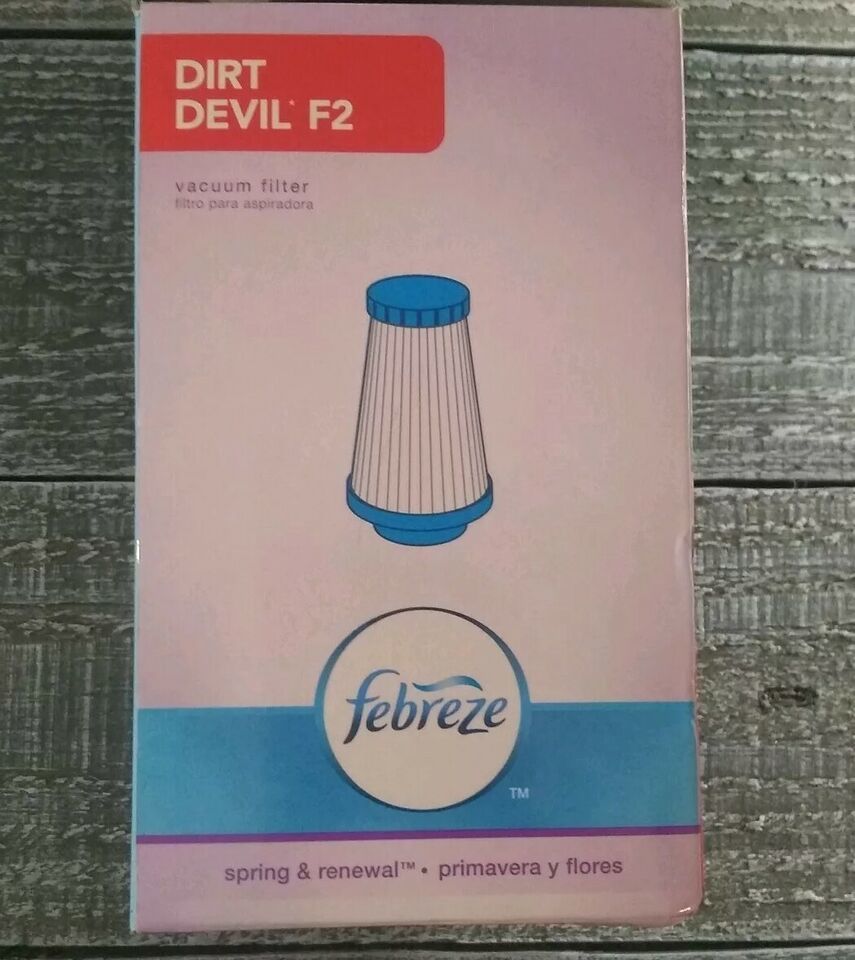 DIRT
DEVIL* F2
vacuum filter
filtro para aspiradora
febreze
TM
spring & renewal™ • primavera y flores